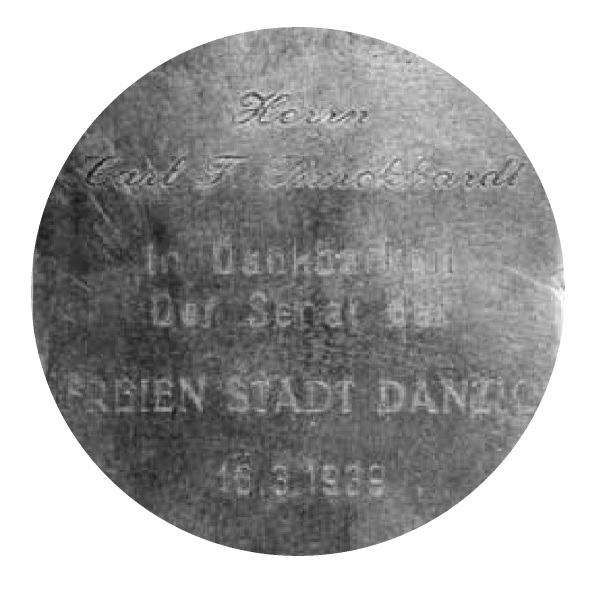 Herrn
Carl F. Burckhardt
In Dankbarkeit
Der Senat der
FREIEN STADT DANZIG
16.3.1939